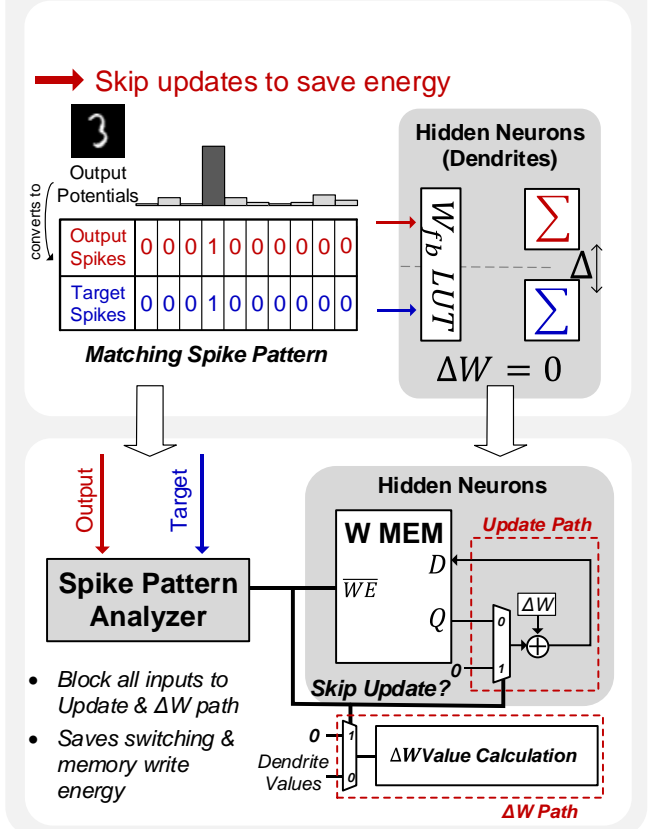 Skip updates to save energy
3
Output
Potentials
converts to
Output
Spikes
0 0 0 1 0 0 0 0 0 0
Target
Spikes
0 0 0 1 0 0 0 0 0 0
Matching Spike Pattern
Hidden Neurons
(Dendrites)
W_fb LUT
∑
Δ
∑
ΔW = 0
Output
Target
Spike Pattern
Analyzer
Hidden Neurons
W MEM
Update Path
D
W̅E̅
ΔW
Q
0
0
1
Skip Update?
Block all inputs to
Update & ΔW path
Saves switching &
memory write
energy
0
1
Dendrite
Values
0
ΔW Value Calculation
ΔW Path